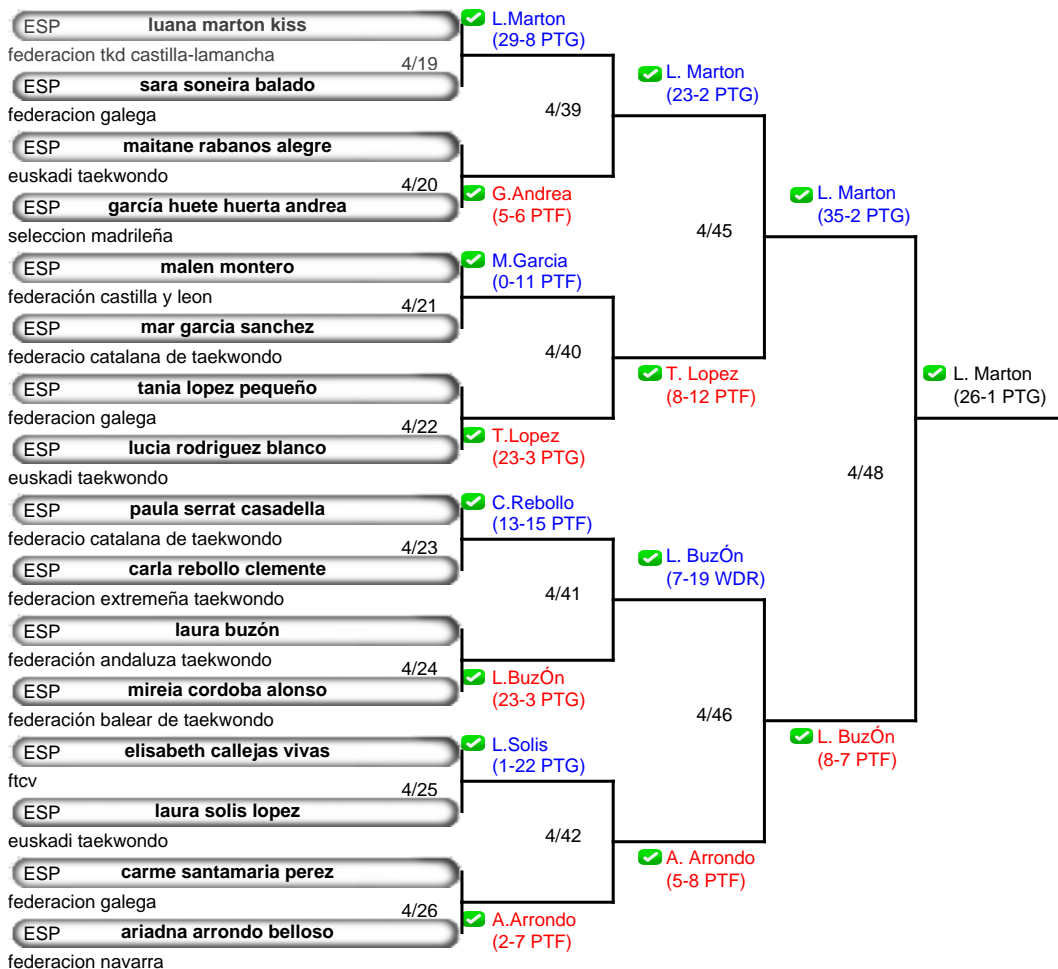 ESP luana marton kiss
federacion tkd castilla-lamancha
4/19
ESP sara soneira balado
federacion galega
ESP maitane rabanos alegre
euskadi taekwondo
4/20
ESP garcía huete huerta andrea
seleccion madrileña
ESP malen montero
federación castilla y leon
4/21
ESP mar garcia sanchez
federacio catalana de taekwondo
ESP tania lopez pequeño
federacion galega
4/22
ESP lucia rodriguez blanco
euskadi taekwondo
ESP paula serrat casadella
federacio catalana de taekwondo
4/23
ESP carla rebollo clemente
federacion extremeña taekwondo
ESP laura buzón
federación andaluza taekwondo
4/24
ESP mireia cordoba alonso
federación balear de taekwondo
ESP elisabeth callejas vivas
ftcv
4/25
ESP laura solis lopez
euskadi taekwondo
ESP carme santamaria perez
federacion galega
4/26
ESP ariadna arrondo belloso
federacion navarra
L.Marton
(29-8 PTG)
4/39
G.Andrea
(5-6 PTF)
M.Garcia
(0-11 PTF)
4/40
T.Lopez
(23-3 PTG)
C.Rebollo
(13-15 PTF)
4/41
L.BuzÓn
(23-3 PTG)
L.Solis
(1-22 PTG)
4/42
A.Arrondo
(2-7 PTF)
L. Marton
(23-2 PTG)
4/45
T. Lopez
(8-12 PTF)
L. BuzÓn
(7-19 WDR)
4/46
A. Arrondo
(5-8 PTF)
L. Marton
(35-2 PTG)
4/48
L. BuzÓn
(8-7 PTF)
L. Marton
(26-1 PTG)